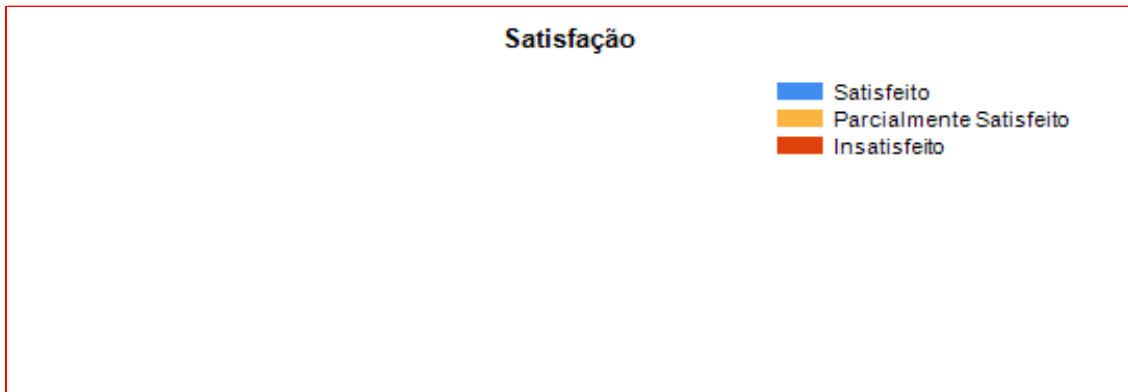 Satisfação
Satisfeito
Parcialmente Satisfeito
Insatisfeito